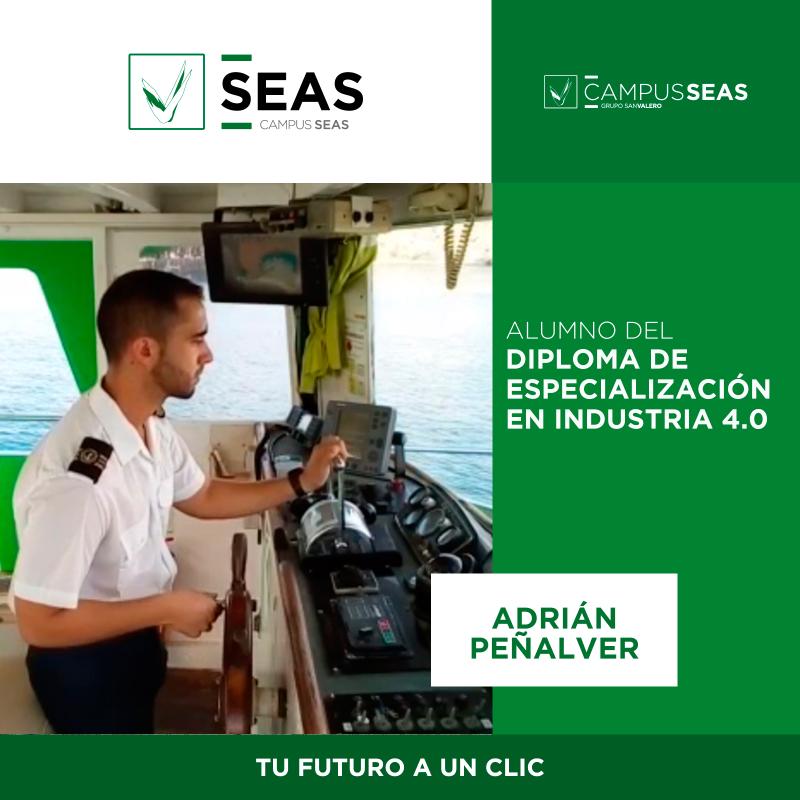 SEAS
CAMPUS SEAS
CAMPUSSEAS
GRUPO SANVALERO
ALUMNO DEL
DIPLOMA DE
ESPECIALIZACIÓN
EN INDUSTRIA 4.0
ADRIÁN
PEÑALVER
TU FUTURO A UN CLIC